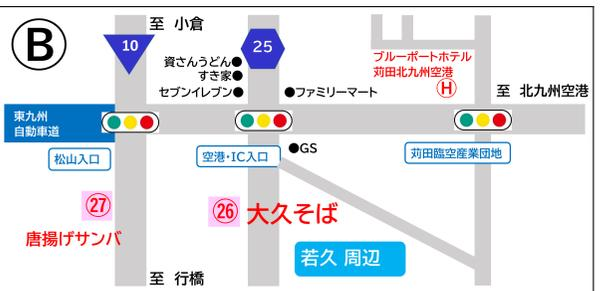 B
至 小倉
10
25
資さんうどん●
すき家●
セブンイレブン●
●ファミリーマート
ブルーポートホテル
苅田北九州空港
H
至 北九州空港
東九州
自動車道
松山入口
空港・IC入口
●GS
苅田臨空産業団地
㉗
唐揚げサンバ
㉖ 大久そば
若久 周辺
至 行橋